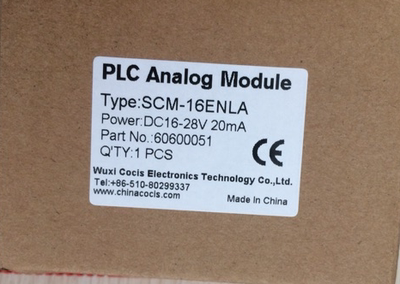 PLC Analog Module
Type:SCM-16ENLA
Power:DC16-28V 20mA
Part No.:60600051
Q'TY:1 PCS
CE
Wuxi Cocis Electronics Technology Co.,Ltd.
Tel:+86-510-80299337
www.chinacocis.com Made In China